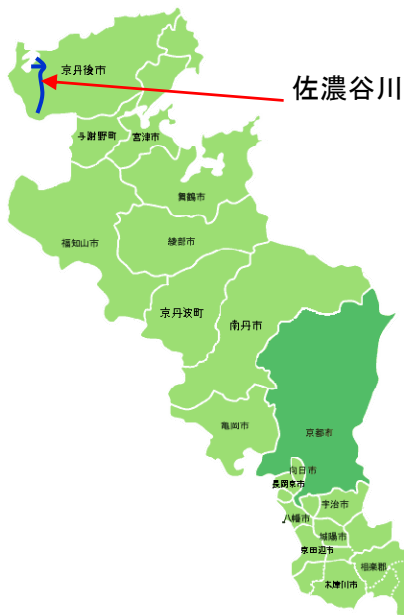 京丹後市
佐濃谷川
与謝野町
宮津市
舞鶴市
福知山市
綾部市
京丹波町
南丹市
亀岡市
京都市
向日市
長岡京市
宇治市
八幡市
城陽市
京田辺市
相楽郡
木津川市